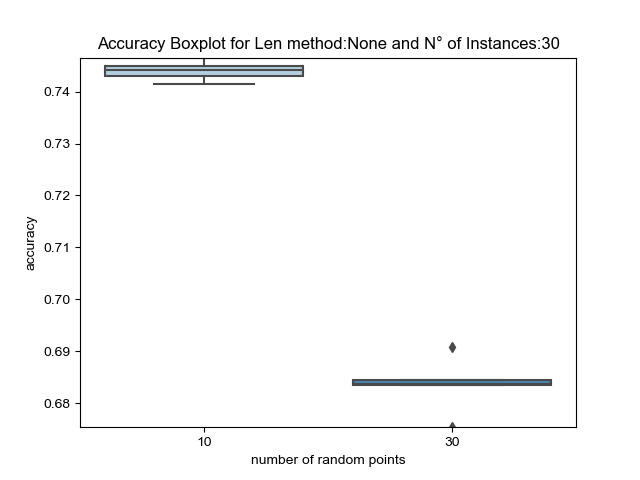 Accuracy Boxplot for Len method:None and N° of Instances:30
accuracy
0.74
0.73
0.72
0.71
0.70
0.69
0.68
10 30
number of random points